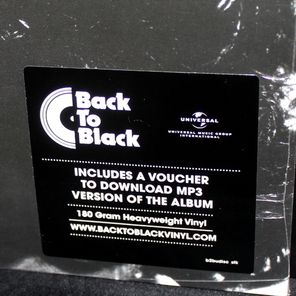 Back
To
Black
UNIVERSAL
UNIVERSAL MUSIC GROUP
INTERNATIONAL
INCLUDES A VOUCHER
TO DOWNLOAD MP3
VERSION OF THE ALBUM
180 Gram Heavyweight Vinyl
WWW.BACKTOBLACKVINYL.COM